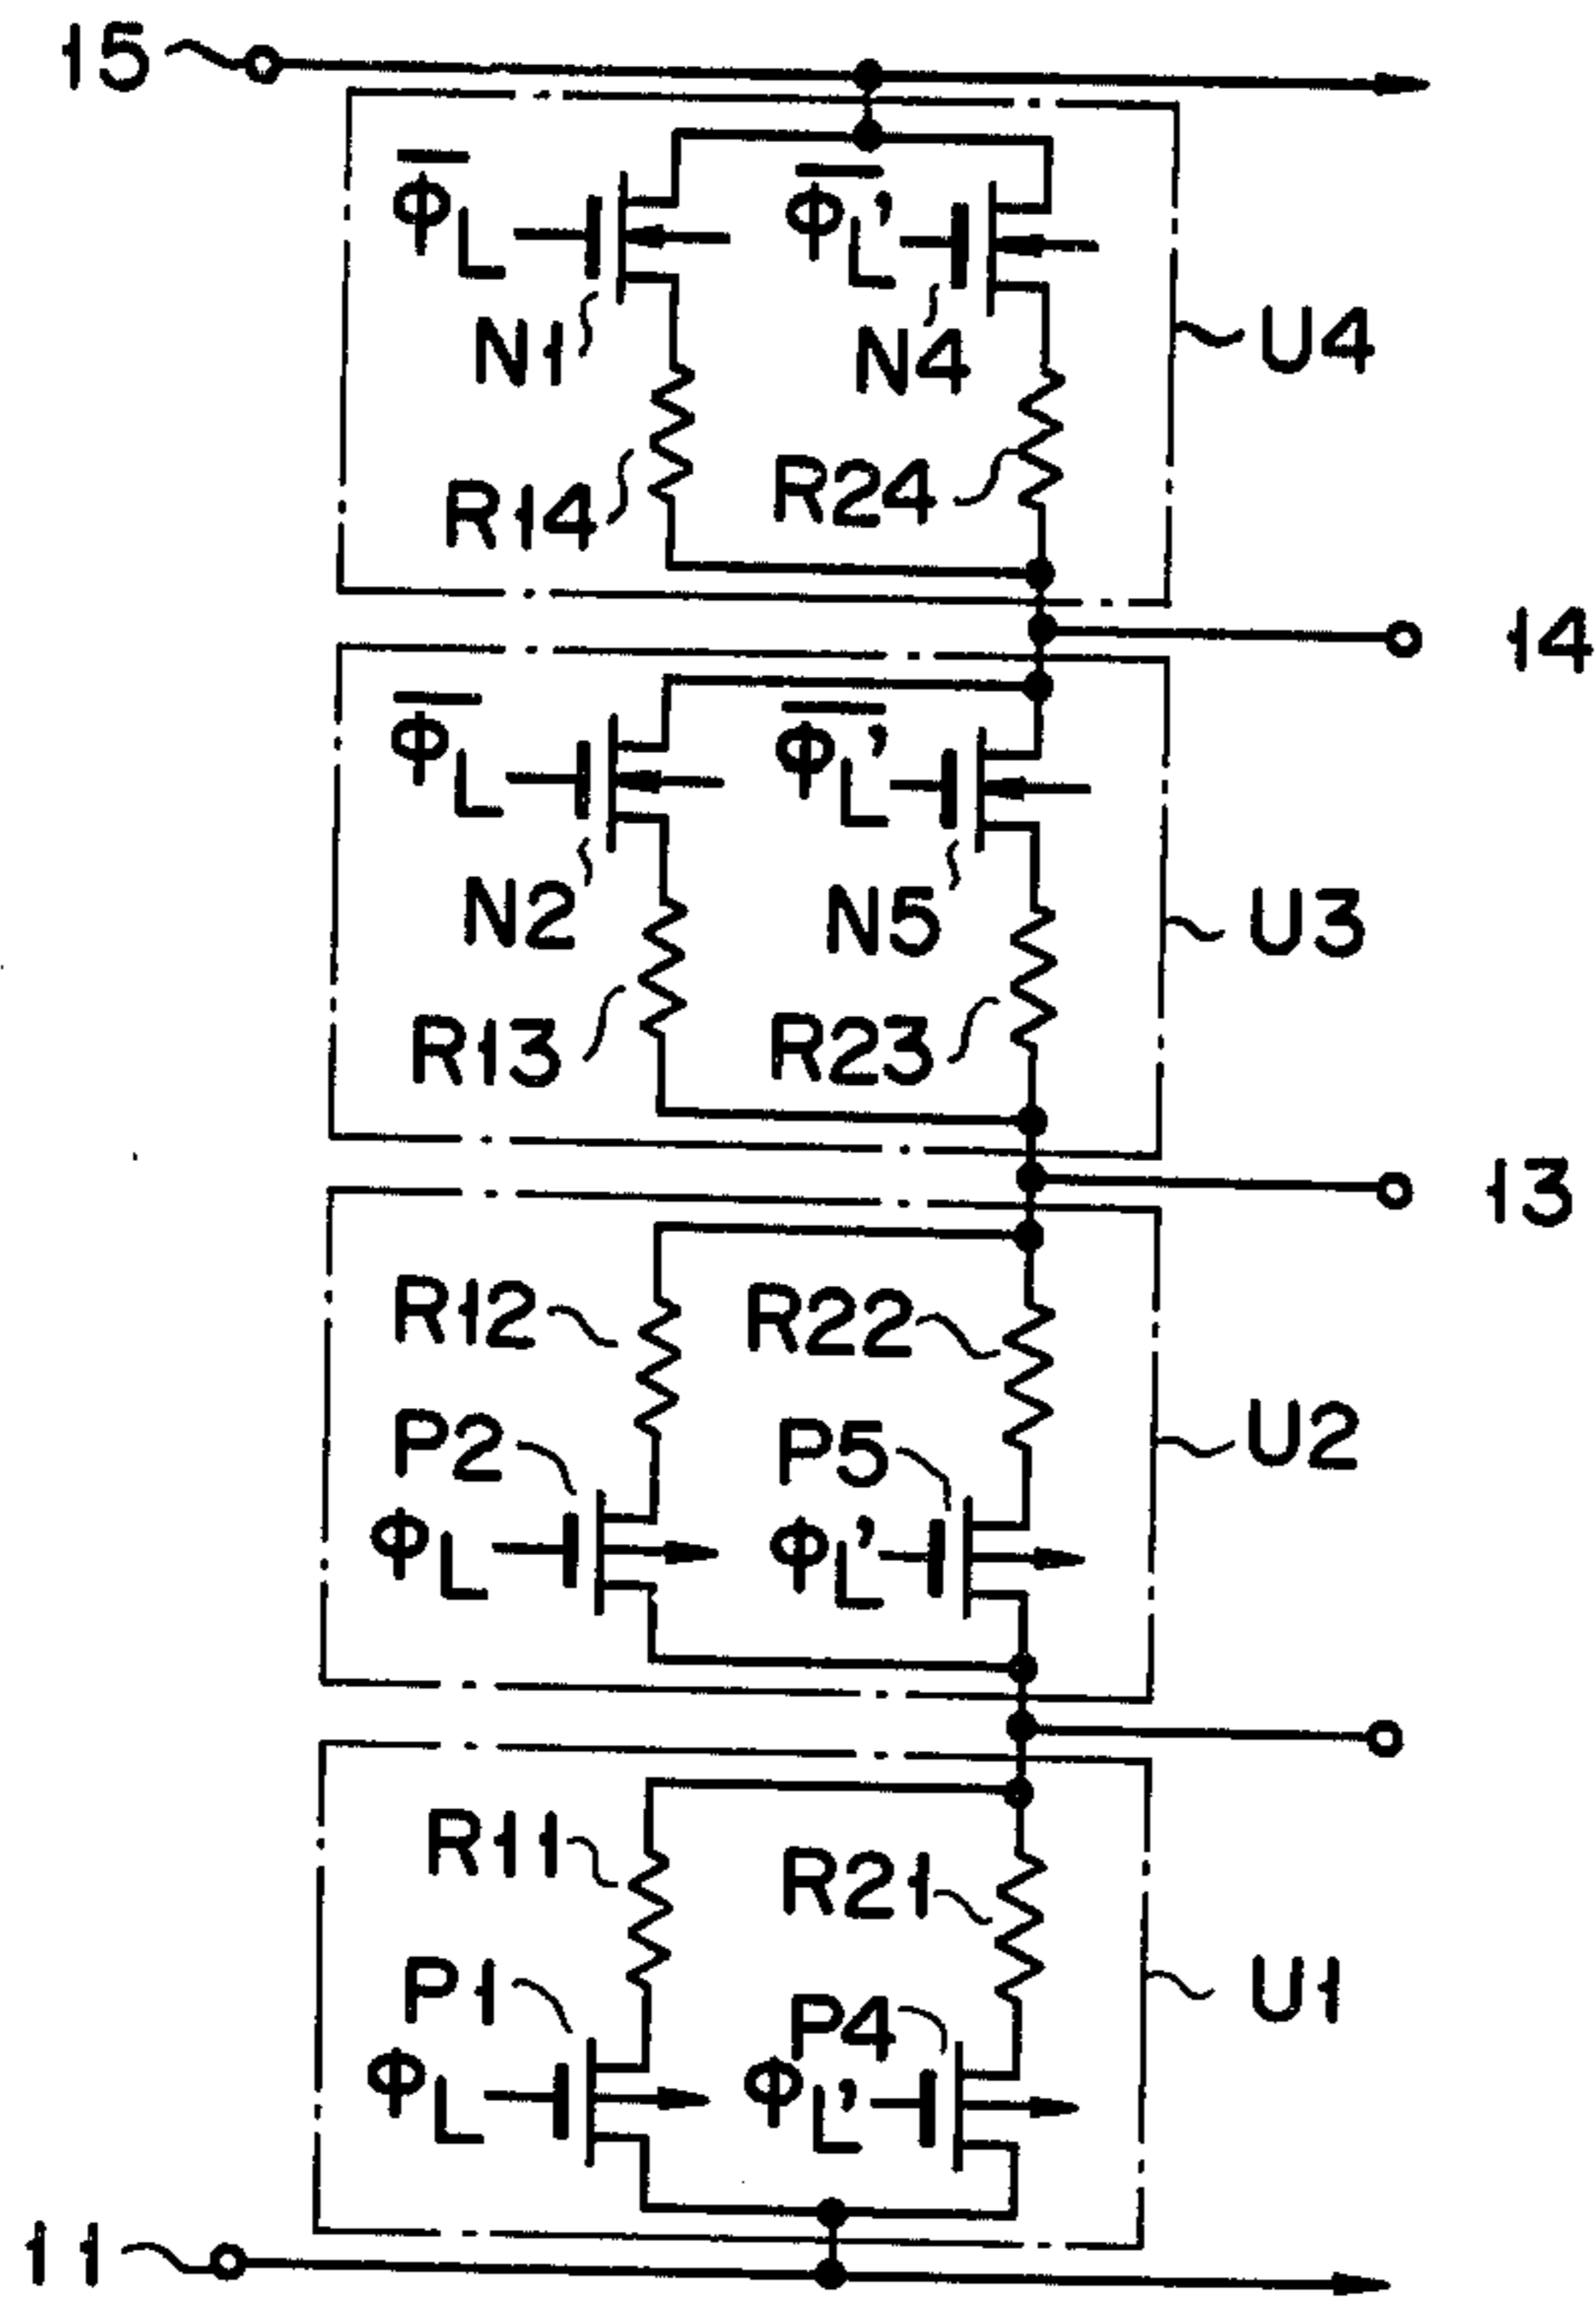 15
Φ̅L Φ̅L'
N1 N4 U4
R14 R24
14
Φ̅L Φ̅L'
N2 N5 U3
R13 R23
13
R12 R22
P2 P5 U2
ΦL ΦL'
R11 R21
P1 P4 U1
ΦL ΦL'
11